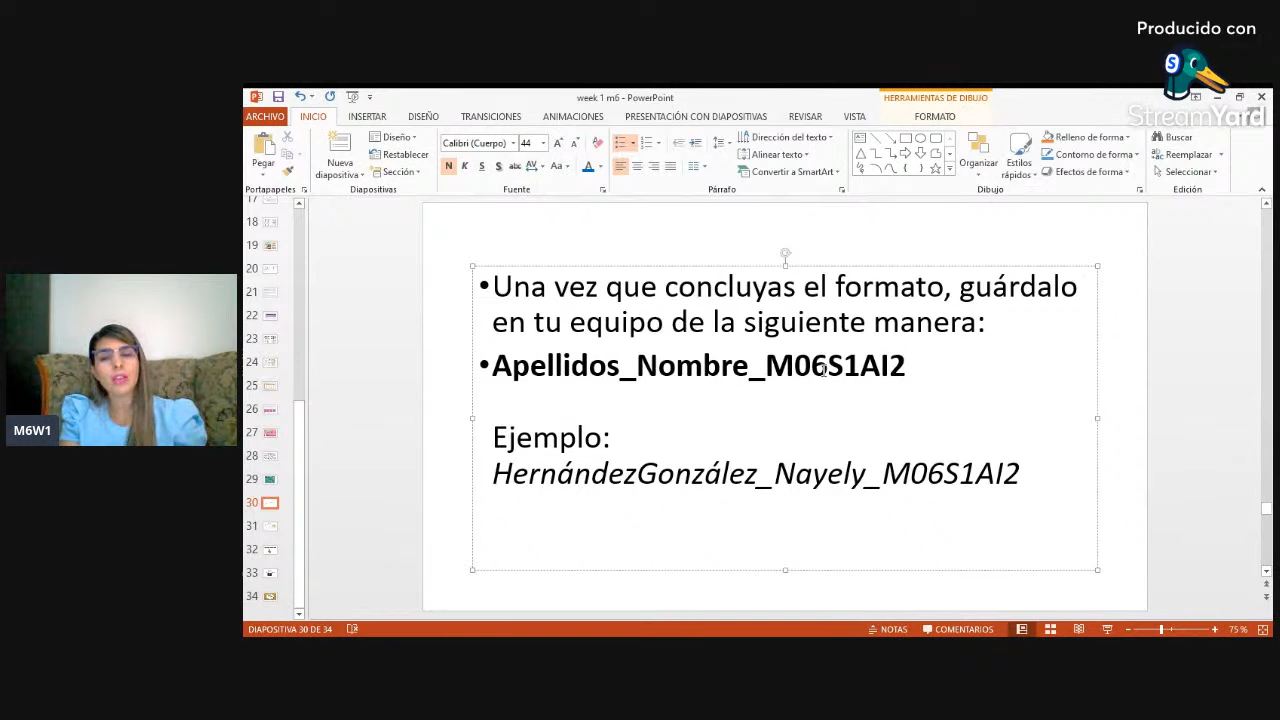 Producido con
StreamYard
week 1 m6 - PowerPoint
HERRAMIENTAS DE DIBUJO
ARCHIVO INICIO INSERTAR DISEÑO TRANSICIONES ANIMACIONES PRESENTACIÓN CON DIAPOSITIVAS REVISAR VISTA FORMATO
Pegar
Nueva diapositiva
Diseño
Restablecer
Sección
Calibri (Cuerpo) 44
N K S S abc AV Aa A
Dirección del texto
Alinear texto
Convertir a SmartArt
Organizar
Estilos rápidos
Relleno de forma
Contorno de forma
Efectos de forma
Buscar
Reemplazar
Seleccionar
Portapapeles Diapositivas Fuente Párrafo Dibujo Edición
17
18
19
20
21
22
23
24
25
26
27
28
29
30
31
32
33
34
•Una vez que concluyas el formato, guárdalo
en tu equipo de la siguiente manera:
•Apellidos_Nombre_M06S1AI2
Ejemplo:
HernándezGonzález_Nayely_M06S1AI2
M6W1
DIAPOSITIVA 30 DE 34 NOTAS COMENTARIOS 75 %